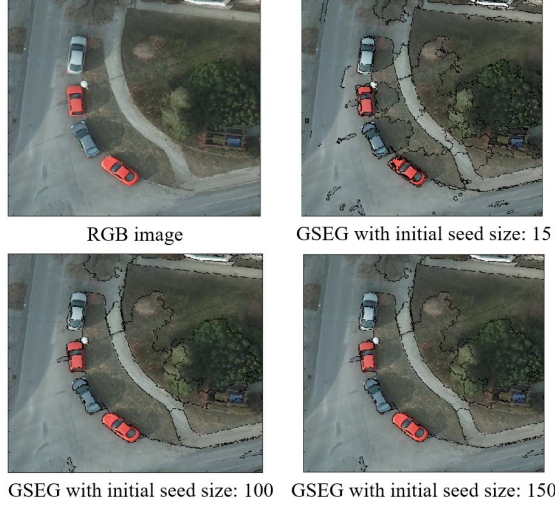 RGB image
GSEG with initial seed size: 15
GSEG with initial seed size: 100
GSEG with initial seed size: 150